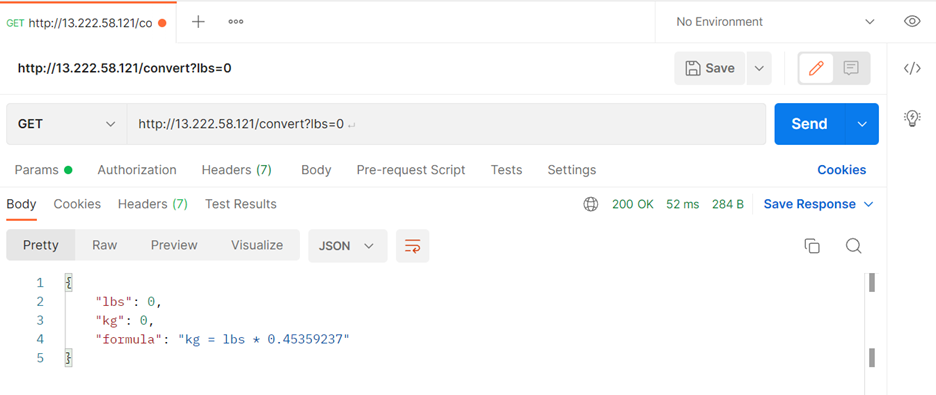 GET http://13.222.58.121/co
No Environment
http://13.222.58.121/convert?lbs=0
Save
GET http://13.222.58.121/convert?lbs=0
Send
Params Authorization Headers (7) Body Pre-request Script Tests Settings Cookies
Body Cookies Headers (7) Test Results 200 OK 52 ms 284 B Save Response
Pretty Raw Preview Visualize JSON
1 {
2 "lbs": 0,
3 "kg": 0,
4 "formula": "kg = lbs * 0.45359237"
5 }